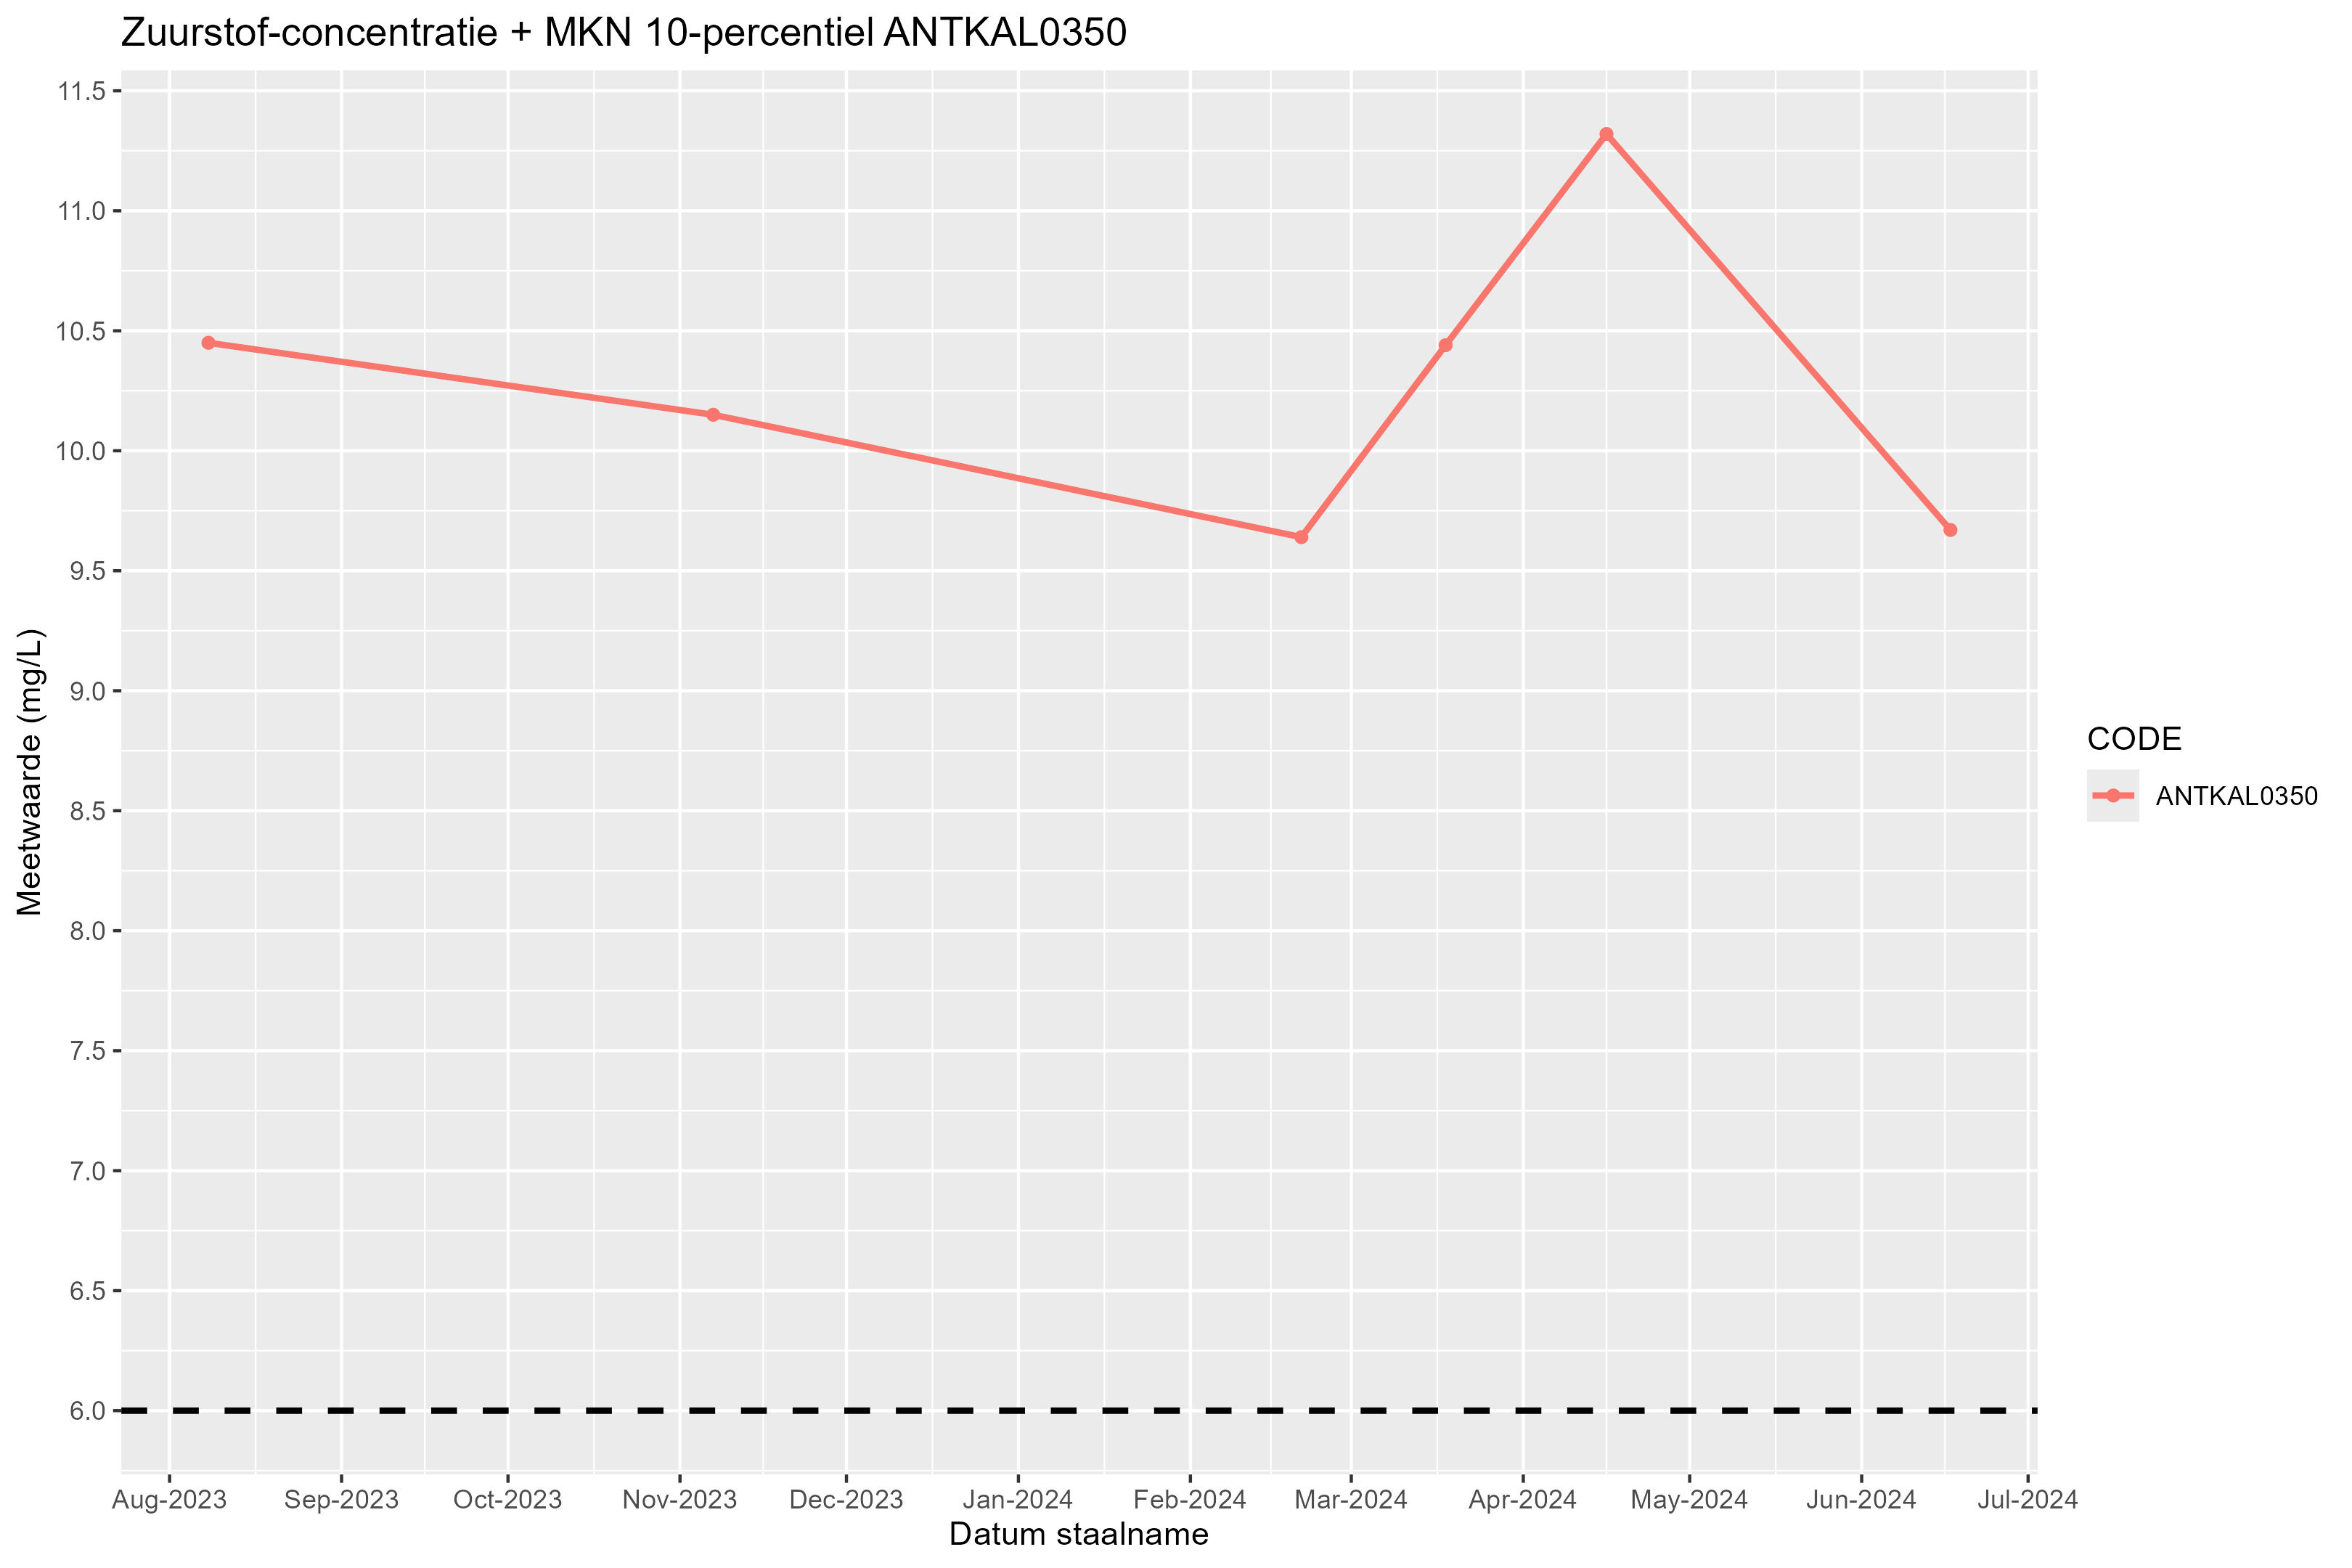 Zuurstof-concentratie + MKN 10-percentiel ANTKAL0350
11.5
11.0
10.5
10.0
9.5
9.0
8.5
8.0
7.5
7.0
6.5
6.0
Meetwaarde (mg/L)
Aug-2023 Sep-2023 Oct-2023 Nov-2023 Dec-2023 Jan-2024 Feb-2024 Mar-2024 Apr-2024 May-2024 Jun-2024 Jul-2024
Datum staalname
CODE
ANTKAL0350